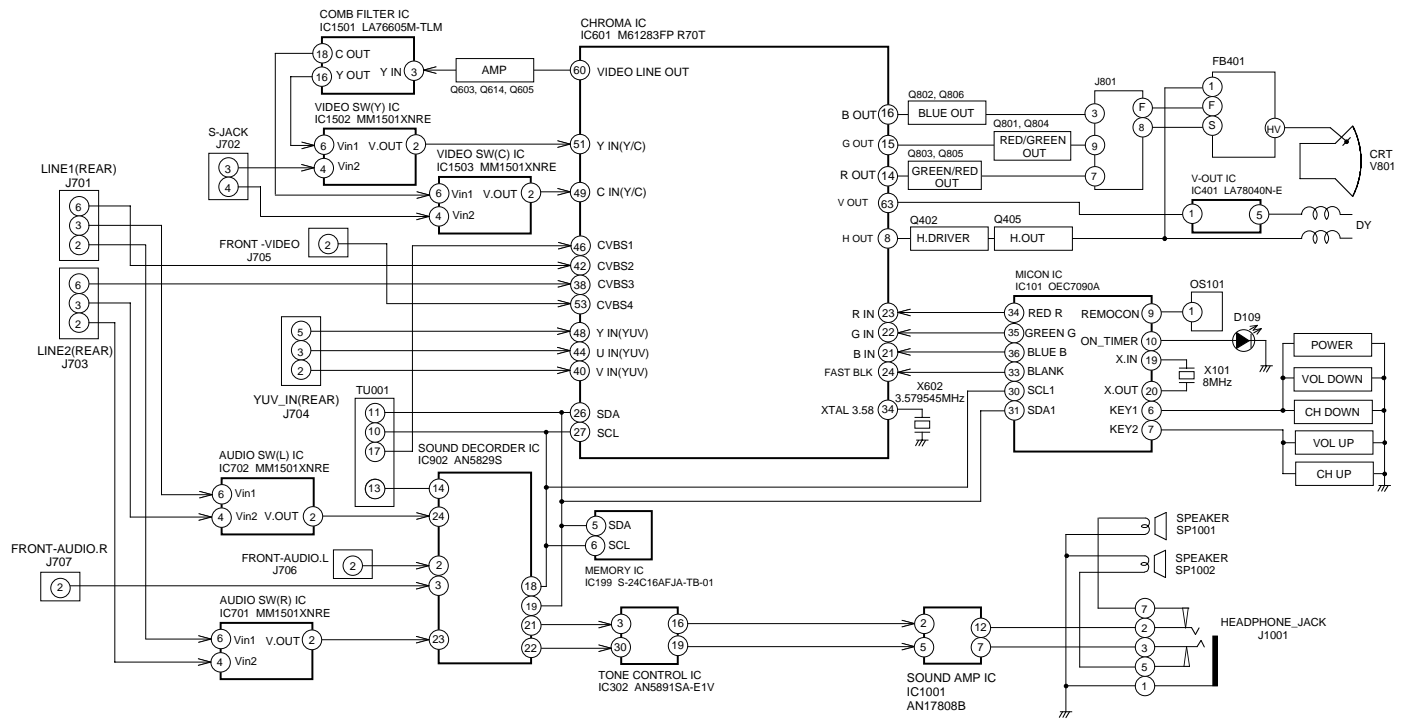 COMB FILTER IC
IC1501 LA76605M-TLM
18 C OUT
16 Y OUT
Y IN 3
AMP
Q603, Q614, Q605
CHROMA IC
IC601 M61283FP R70T
60 VIDEO LINE OUT
51 Y IN(Y/C)
49 C IN(Y/C)
46 CVBS1
42 CVBS2
38 CVBS3
53 CVBS4
48 Y IN(YUV)
44 U IN(YUV)
40 V IN(YUV)
26 SDA
27 SCL
B OUT 16
G OUT 15
R OUT 14
V OUT 63
H OUT 8
R IN 23
G IN 22
B IN 21
FAST BLK 24
XTAL 3.58 34
X602
3.579545MHz
VIDEO SW(Y) IC
IC1502 MM1501XNRE
6 Vin1
V.OUT 2
4 Vin2
S-JACK
J702
3
4
VIDEO SW(C) IC
IC1503 MM1501XNRE
6 Vin1
V.OUT 2
4 Vin2
LINE1(REAR)
J701
6
3
2
FRONT -VIDEO
J705
2
6
3
2
LINE2(REAR)
J703
5
3
2
YUV_IN(REAR)
J704
TU001
11
10
17
13
Q802, Q806
BLUE OUT
Q801, Q804
RED/GREEN
OUT
Q803, Q805
GREEN/RED
OUT
J801
3
9
7
F
8
FB401
1
F
S
HV
CRT
V801
V-OUT IC
IC401 LA78040N-E
1
5
DY
Q402
H.DRIVER
Q405
H.OUT
MICON IC
IC101 OEC7090A
34 RED R
35 GREEN G
36 BLUE B
33 BLANK
30 SCL1
31 SDA1
REMOCON 9
ON_TIMER 10
X.IN 19
X.OUT 20
KEY1 6
KEY2 7
OS101
1
D109
X101
8MHz
POWER
VOL DOWN
CH DOWN
VOL UP
CH UP
AUDIO SW(L) IC
IC702 MM1501XNRE
6 Vin1
4 Vin2 V.OUT 2
SOUND DECORDER IC
IC902 AN5829S
14
24
2
3
23
18
19
21
22
FRONT-AUDIO.R
J707
2
FRONT-AUDIO.L
J706
2
AUDIO SW(R) IC
IC701 MM1501XNRE
6 Vin1 V.OUT 2
4 Vin2
5 SDA
6 SCL
MEMORY IC
IC199 S-24C16AFJA-TB-01
3
30
16
19
TONE CONTROL IC
IC302 AN5891SA-E1V
2
5
12
7
SOUND AMP IC
IC1001
AN17808B
SPEAKER
SP1001
SPEAKER
SP1002
7
2
3
5
1
HEADPHONE_JACK
J1001